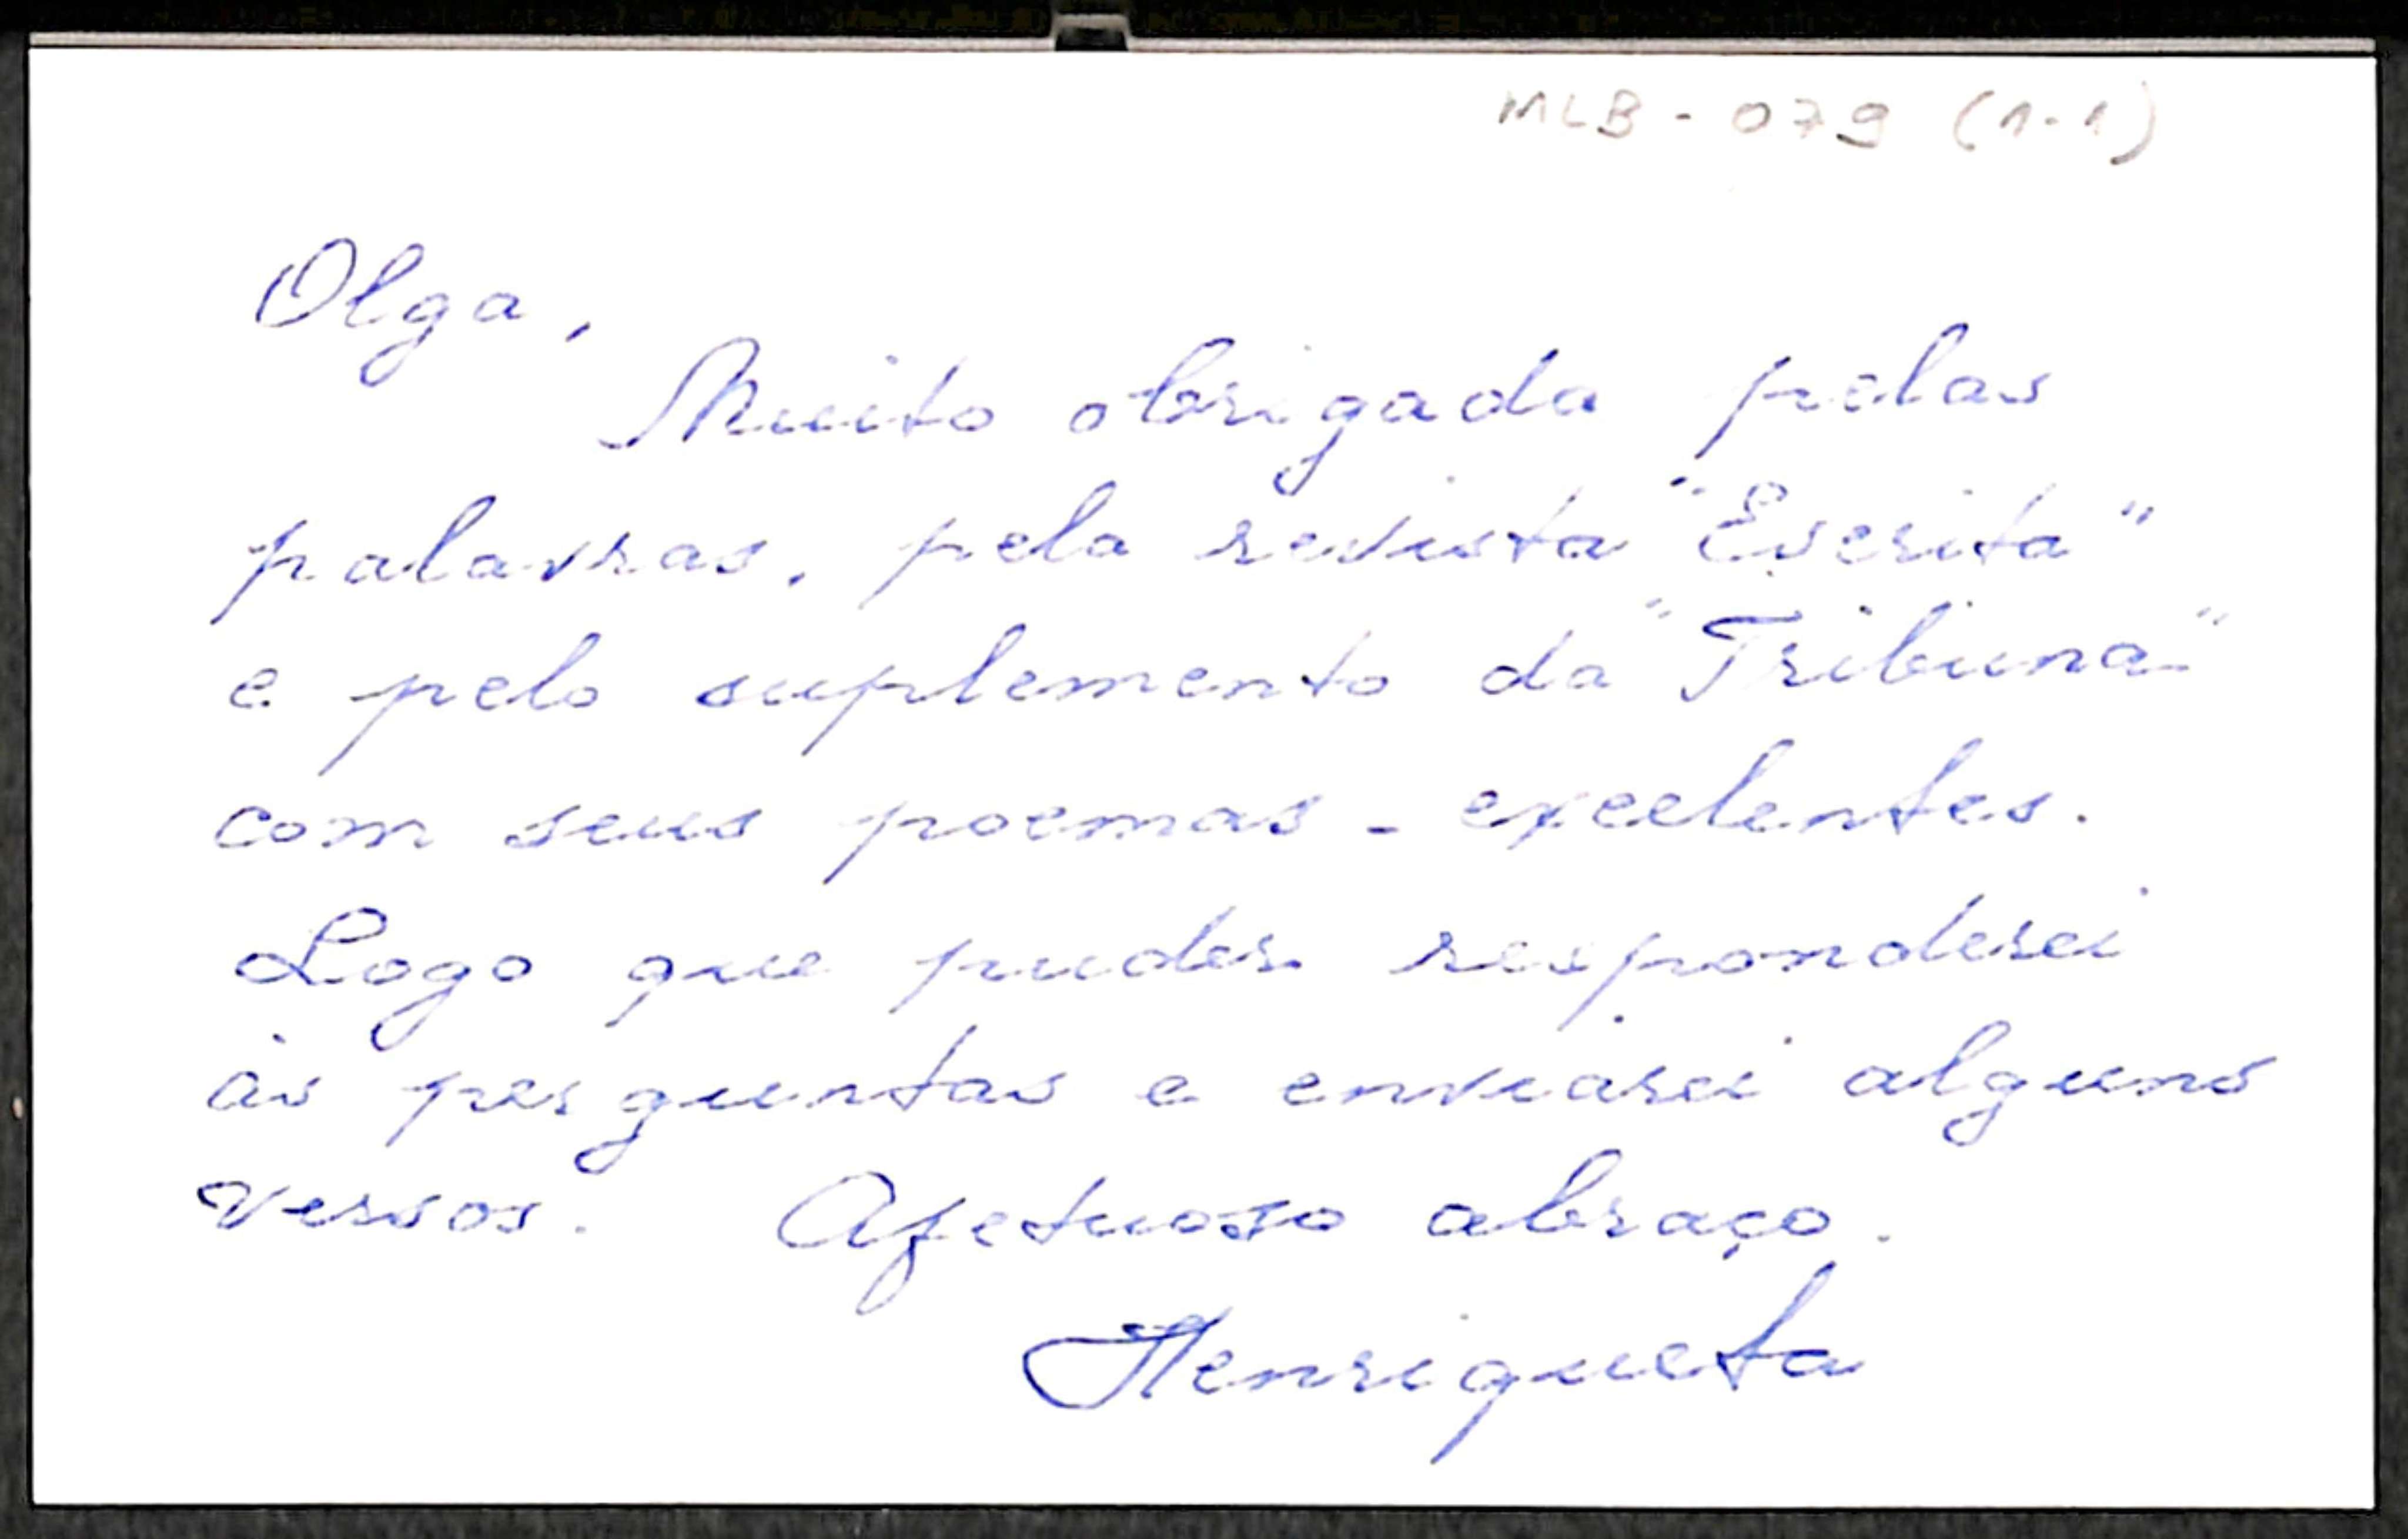 MLB - 079 (1-1)
Olga,
Muito obrigada pelas
palavras, pela revista "Escrita"
e pelo suplemento da "Tribuna"
com seus poemas - excelentes.
Logo que puder responderei
às perguntas e enviarei alguns
versos. Afetuoso abraço.
Henriqueta